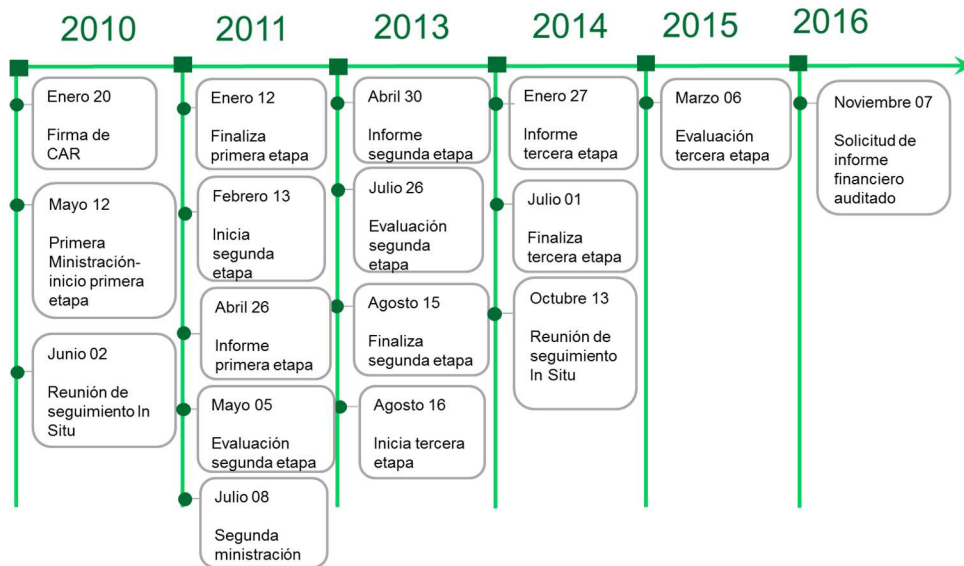 2010
2011
2013
2014
2015
2016
Enero 20
Firma de
CAR
Mayo 12
Primera
Ministración-
inicio primera
etapa
Junio 02
Reunión de
seguimiento In
Situ
Enero 12
Finaliza
primera etapa
Febrero 13
Inicia
segunda
etapa
Abril 26
Informe
primera etapa
Mayo 05
Evaluación
segunda etapa
Julio 08
Segunda
ministración
Abril 30
Informe
segunda etapa
Julio 26
Evaluación
segunda
etapa
Agosto 15
Finaliza
segunda etapa
Agosto 16
Inicia tercera
etapa
Enero 27
Informe
tercera etapa
Julio 01
Finaliza
tercera etapa
Octubre 13
Reunión de
seguimiento
In Situ
Marzo 06
Evaluación
tercera etapa
Noviembre 07
Solicitud de
informe
financiero
auditado